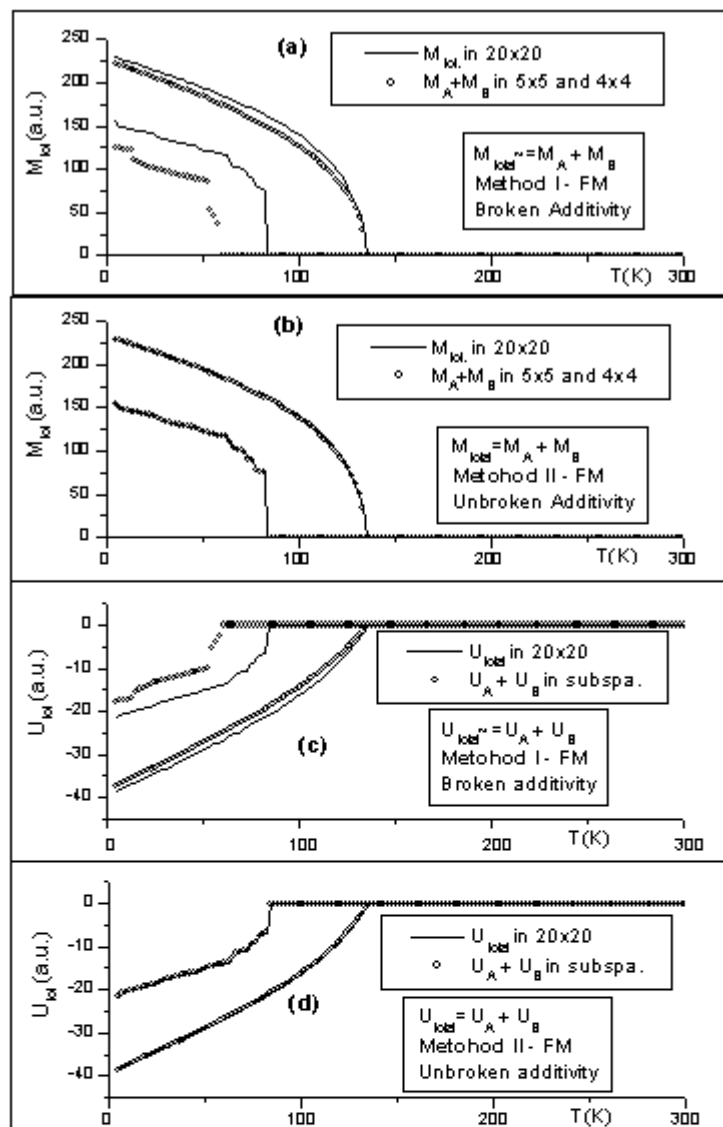 (a)
250
200
150
100
50
0
M_tot (a.u.)
M_tot. in 20x20
M_A+M_B in 5x5 and 4x4
M_total~=M_A + M_B
Method I - FM
Broken Additivity
0 100 200 T(K) 300
(b)
250
200
150
100
50
0
M_tot (a.u.)
M_tot. in 20x20
M_A+M_B in 5x5 and 4x4
M_total=M_A + M_B
Metohod II - FM
Unbroken Additivity
0 100 200 T(K) 300
0
-10
-20
-30
-40
U_tot (a.u.)
U_total in 20x20
U_A + U_B in subspa.
U_total~= U_A + U_B
Metohod I - FM
Broken additivity
(c)
0 100 200 T(K) 300
0
-10
-20
-30
-40
U_tot (a.u.)
U_total in 20x20
U_A + U_B in subspa.
(d)
U_total= U_A + U_B
Metohod II - FM
Unbroken additivity
0 100 200 T(K) 300